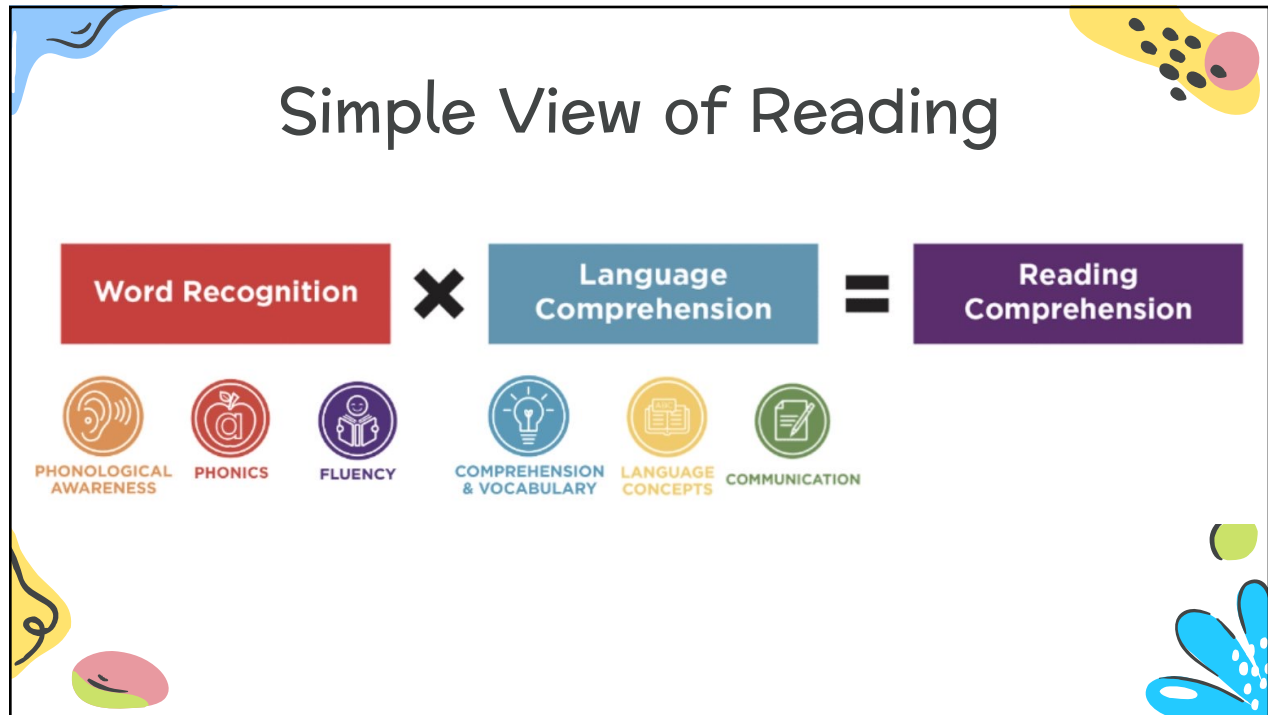 Simple View of Reading
Word Recognition
×
Language
Comprehension
=
Reading
Comprehension
PHONOLOGICAL
AWARENESS
PHONICS
FLUENCY
COMPREHENSION
& VOCABULARY
LANGUAGE
CONCEPTS
COMMUNICATION